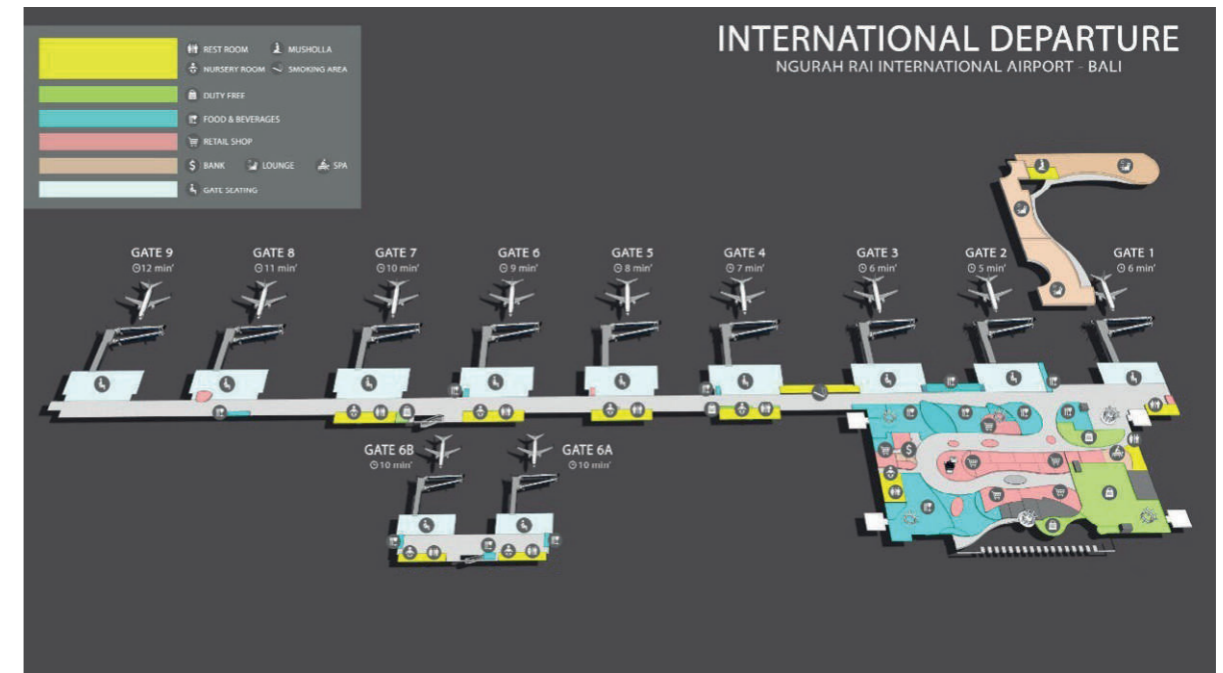 INTERNATIONAL DEPARTURE
NGURAH RAI INTERNATIONAL AIRPORT - BALI
REST ROOM
MUSHOLLA
NURSERY ROOM
SMOKING AREA
DUTY FREE
FOOD & BEVERAGES
RETAIL SHOP
$ BANK
LOUNGE
SPA
GATE SEATING
GATE 9
12 min'
GATE 8
11 min'
GATE 7
10 min'
GATE 6
9 min'
GATE 5
8 min'
GATE 4
7 min'
GATE 3
6 min'
GATE 2
5 min'
GATE 1
6 min'
GATE 6B
10 min'
GATE 6A
10 min'
$